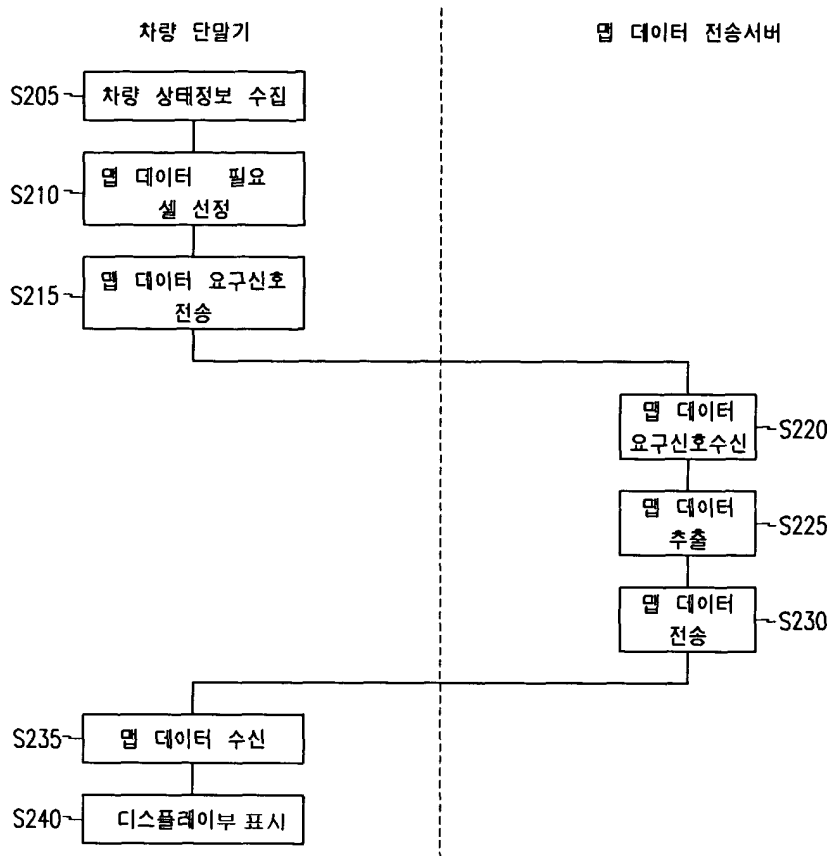 차량 단말기
맵 데이터 전송서버
S205
차량 상태정보 수집
S210
맵 데이터 필요
셀 선정
S215
맵 데이터 요구신호
전송
맵 데이터
요구신호수신
S220
맵 데이터
추출
S225
맵 데이터
전송
S230
S235
맵 데이터 수신
S240
디스플레이부 표시